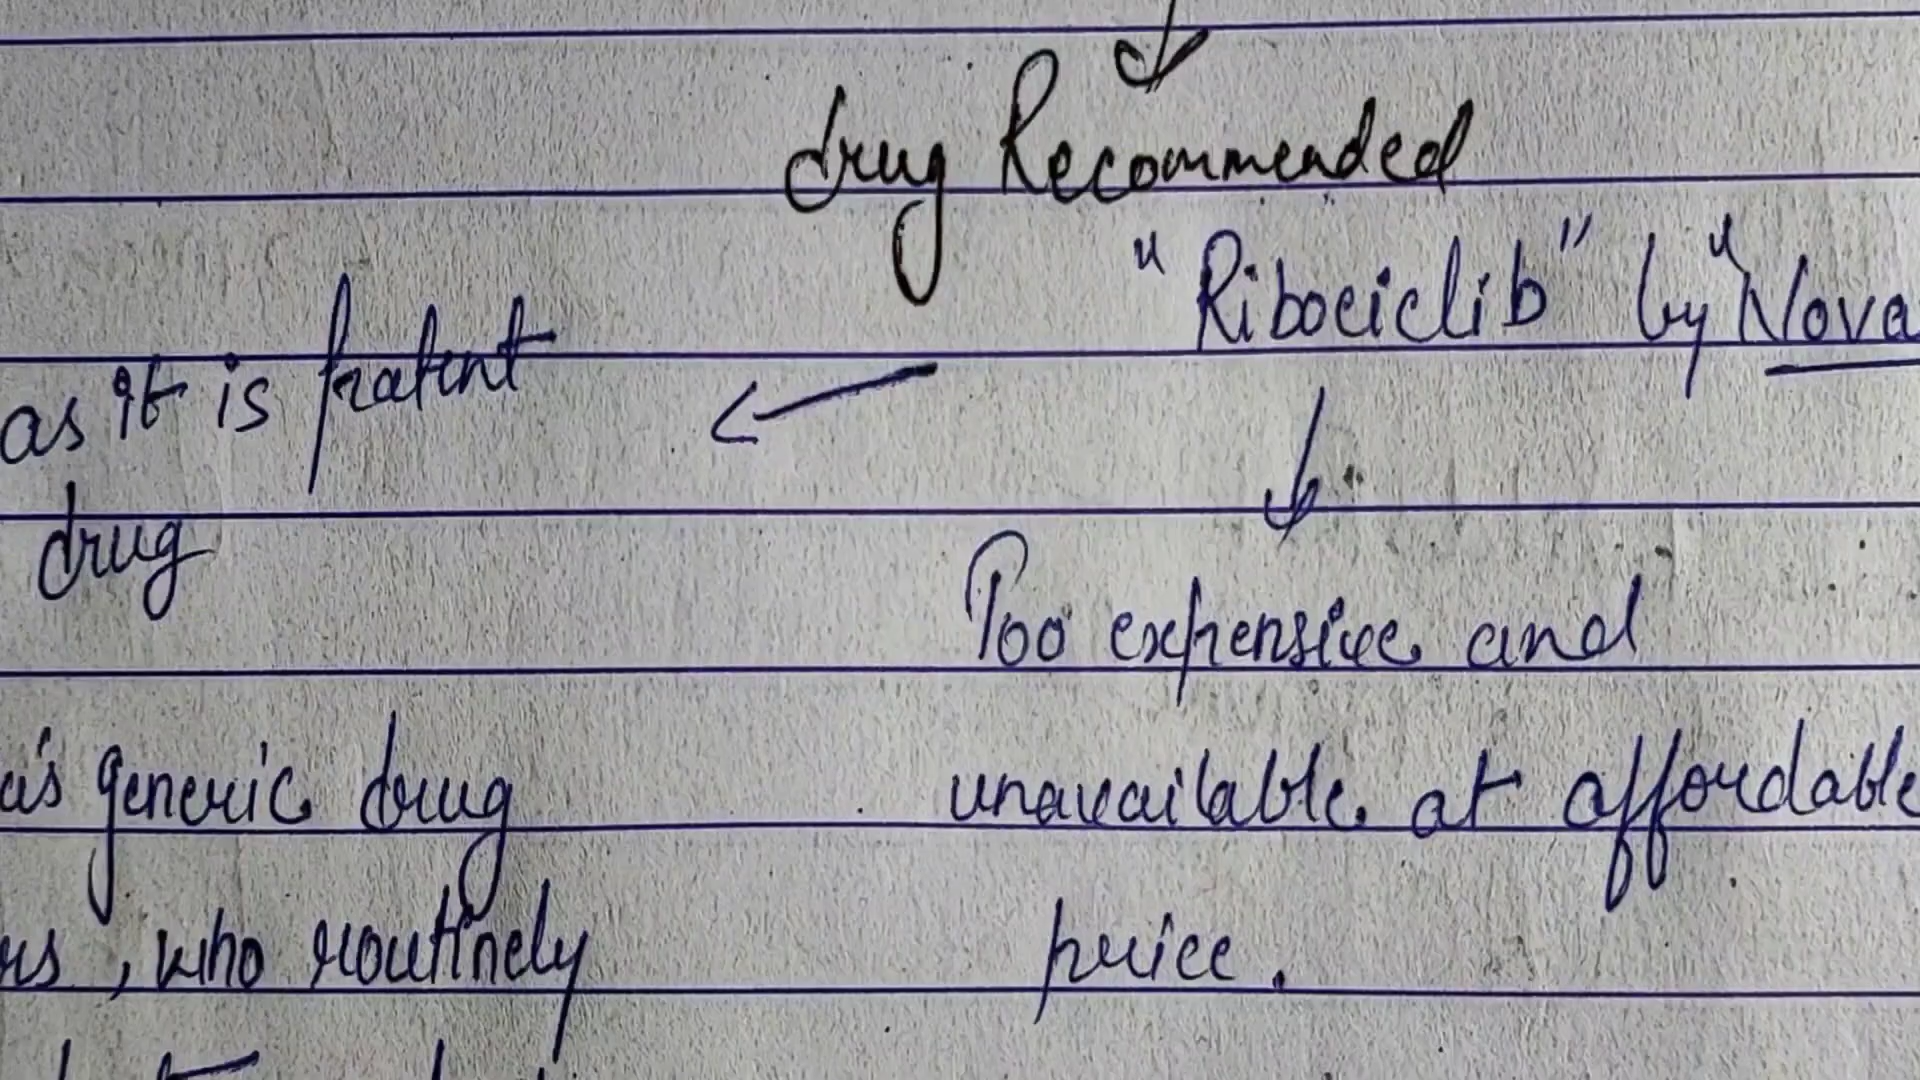 drug Recommended
"Ribociclib" by "Nova
as it is patent
drug
Too expensive and
as generic drug
unavailable at affordable
rs, who routinely
price.